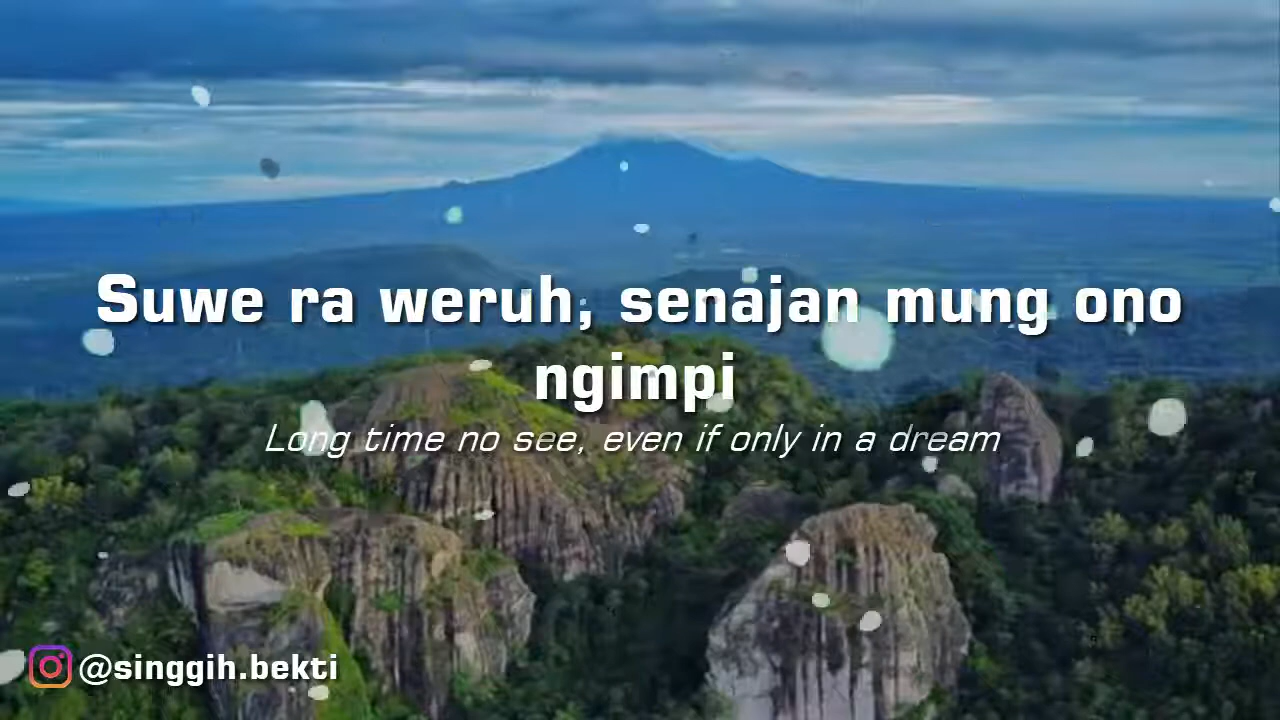 Suwe ra weruh, senajan mung ono
ngimpi
Long time no see, even if only in a dream
@singgih.bekti